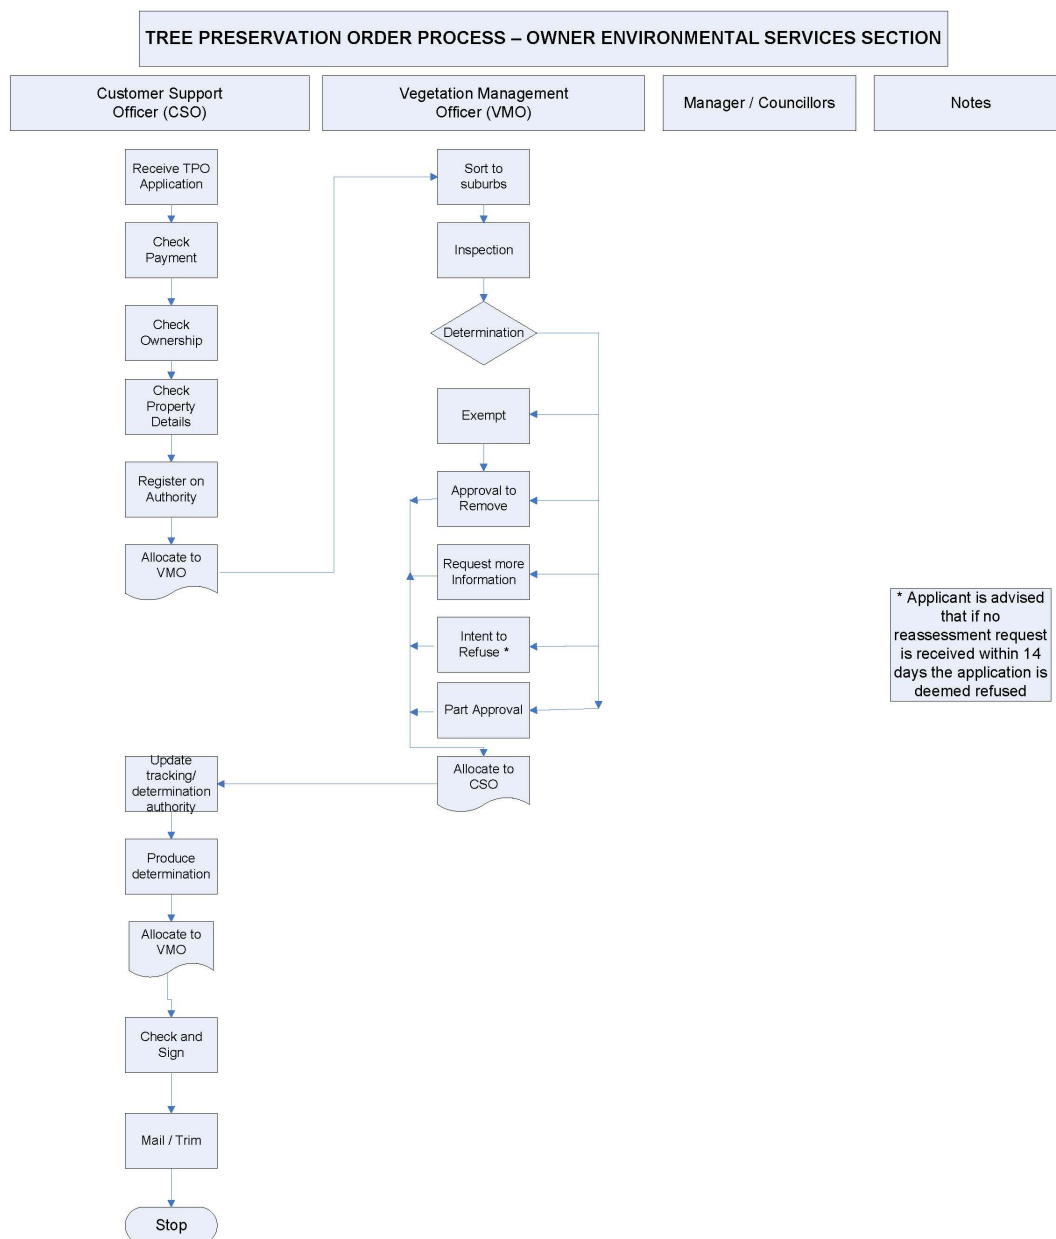 TREE PRESERVATION ORDER PROCESS – OWNER ENVIRONMENTAL SERVICES SECTION
Customer Support
Officer (CSO)
Vegetation Management
Officer (VMO)
Manager / Councillors
Notes
Receive TPO
Application
Check
Payment
Check
Ownership
Check
Property
Details
Register on
Authority
Allocate to
VMO
Sort to
suburbs
Inspection
Determination
Exempt
Approval to
Remove
Request more
Information
Intent to
Refuse *
Part Approval
Allocate to
CSO
* Applicant is advised
that if no
reassessment request
is received within 14
days the application is
deemed refused
Update
tracking/
determination
authority
Produce
determination
Allocate to
VMO
Check and
Sign
Mail / Trim
Stop